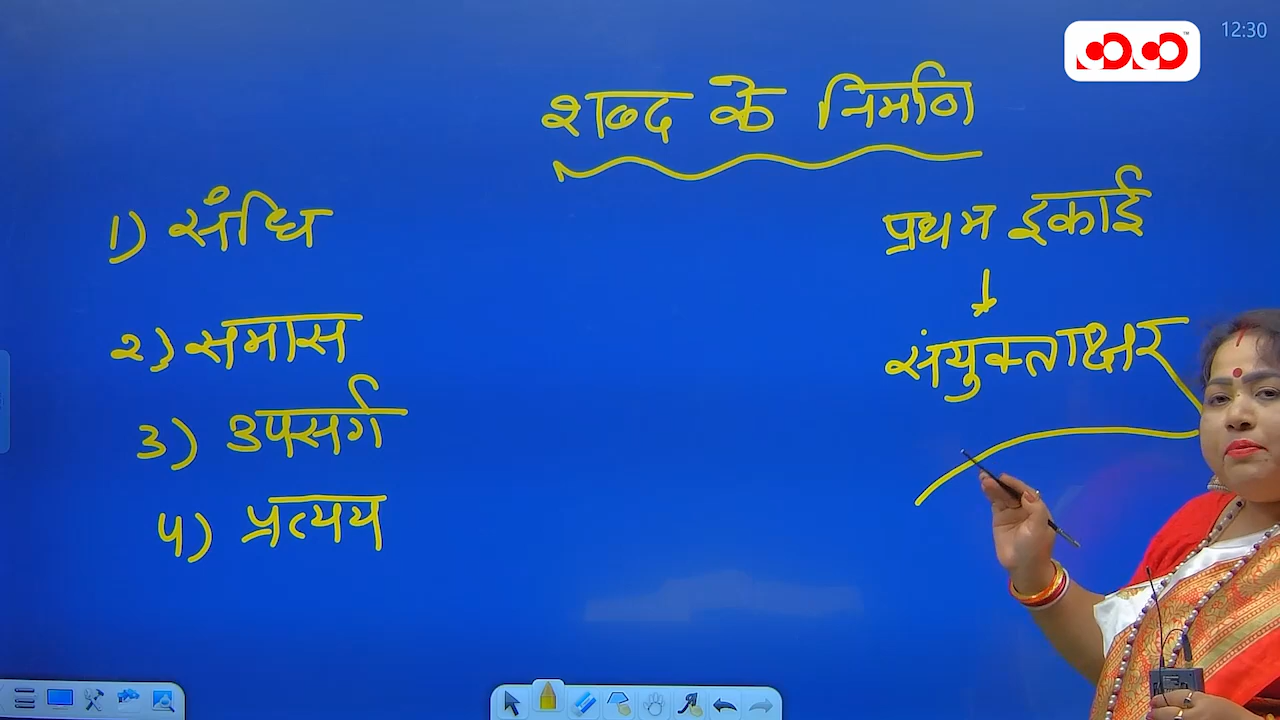 12:30
शब्द के निर्माण
1) संधि
2) समास
3) उपसर्ग
4) प्रत्यय
प्रथम इकाई
संयुक्ताक्षर